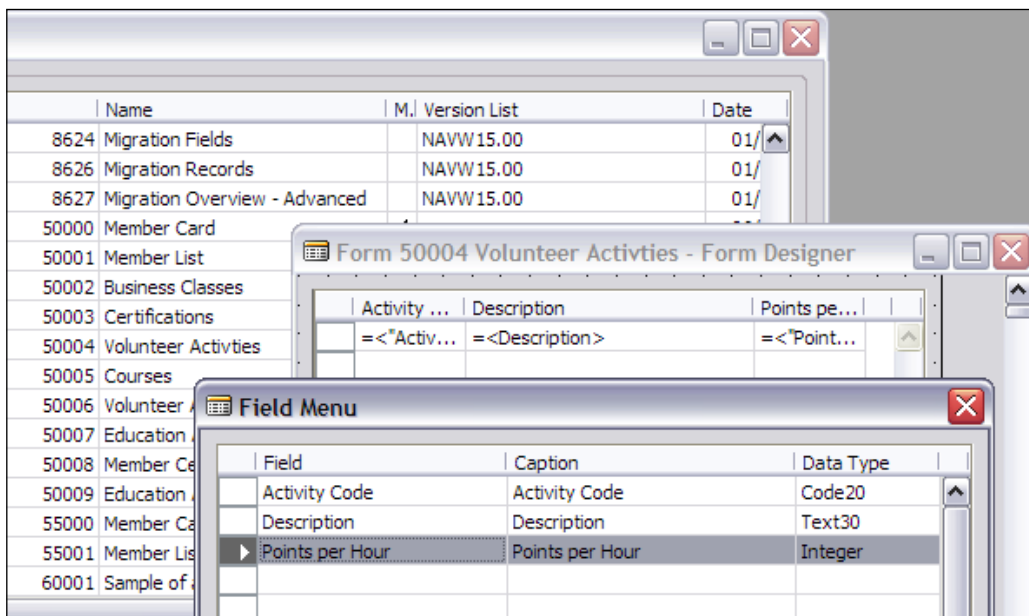 Name M. Version List Date
8624 Migration Fields NAVW15.00 01/
8626 Migration Records NAVW15.00 01/
8627 Migration Overview - Advanced NAVW15.00 01/
50000 Member Card
50001 Member List
50002 Business Classes
50003 Certifications
50004 Volunteer Activties
50005 Courses
50006 Volunteer
50007 Education
50008 Member Ce
50009 Education
55000 Member Ca
55001 Member Lis
60001 Sample of
Form 50004 Volunteer Activties - Form Designer
Activity ... Description Points pe...
=<"Activ... =<Description> =<"Point...
Field Menu
Field Caption Data Type
Activity Code Activity Code Code20
Description Description Text30
Points per Hour Points per Hour Integer